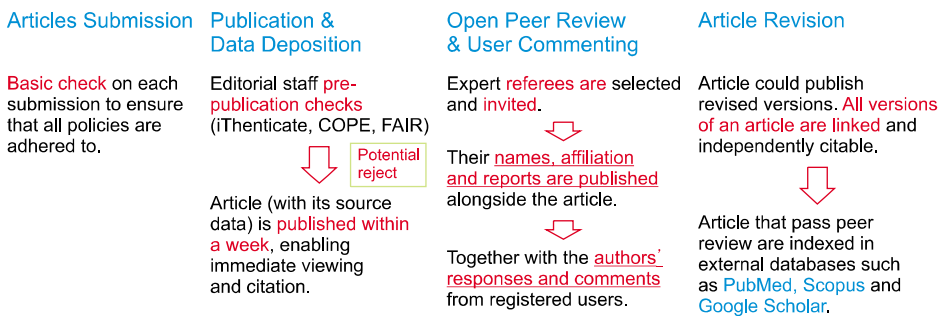 Articles Submission
Basic check on each
submission to ensure
that all policies are
adhered to.
Publication &
Data Deposition
Editorial staff pre-
publication checks
(iThenticate, COPE, FAIR)
Potential
reject
Article (with its source
data) is published within
a week, enabling
immediate viewing
and citation.
Open Peer Review
& User Commenting
Expert referees are selected
and invited.
Their names, affiliation
and reports are published
alongside the article.
Together with the authors'
responses and comments
from registered users.
Article Revision
Article could publish
revised versions. All versions
of an article are linked and
independently citable.
Article that pass peer
review are indexed in
external databases such
as PubMed, Scopus and
Google Scholar.